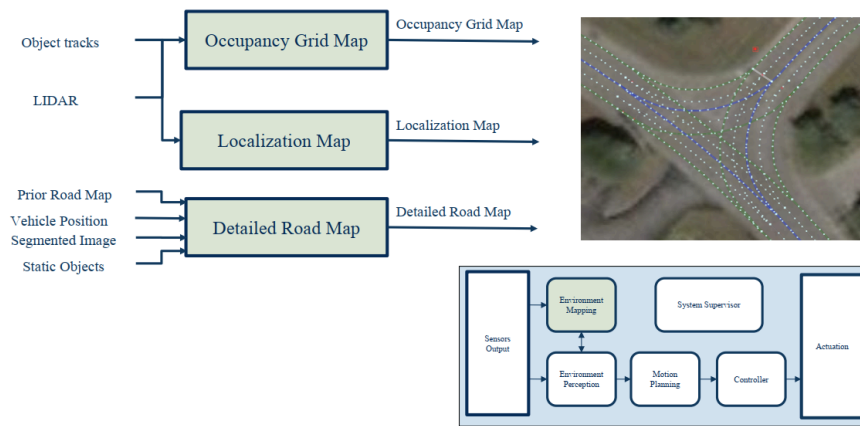 Object tracks
LIDAR
Occupancy Grid Map
Occupancy Grid Map
Localization Map
Localization Map
Prior Road Map
Vehicle Position
Segmented Image
Static Objects
Detailed Road Map
Detailed Road Map
Sensors
Output
Environment
Mapping
System Supervisor
Environment
Perception
Motion
Planning
Controller
Actuation